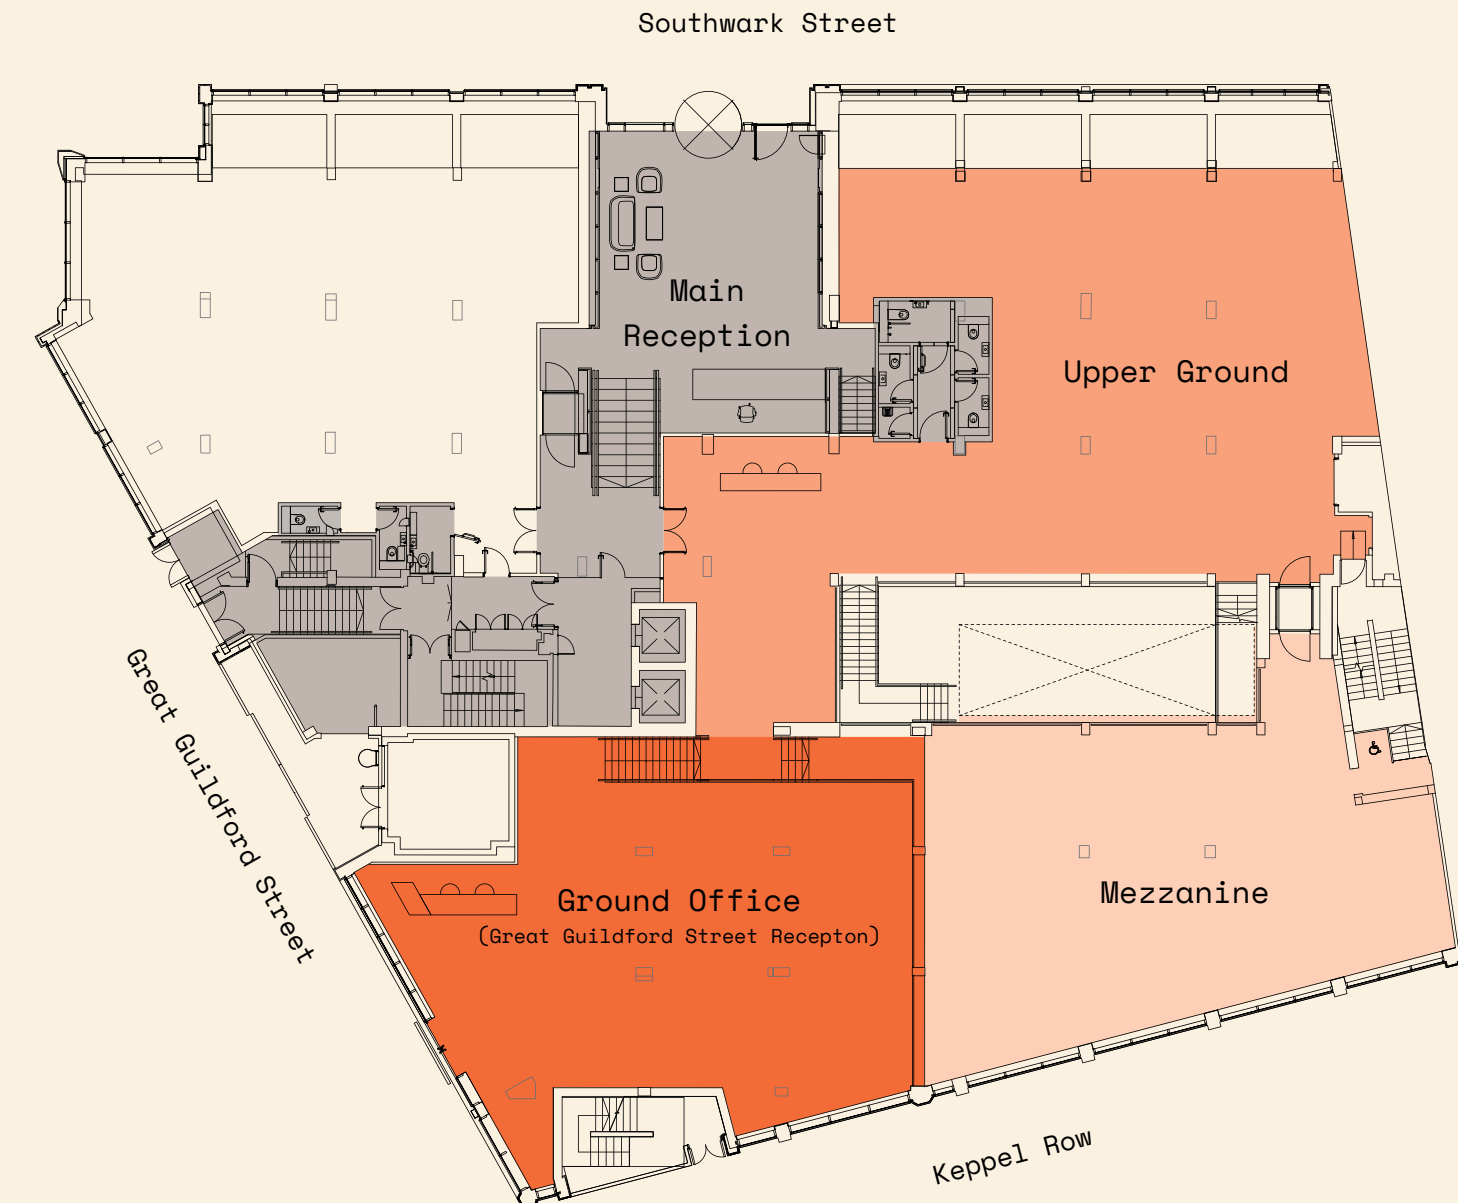 Southwark Street
Main
Reception
Upper Ground
Great Guildford Street
Ground Office
(Great Guildford Street Recepton)
Mezzanine
Keppel Row